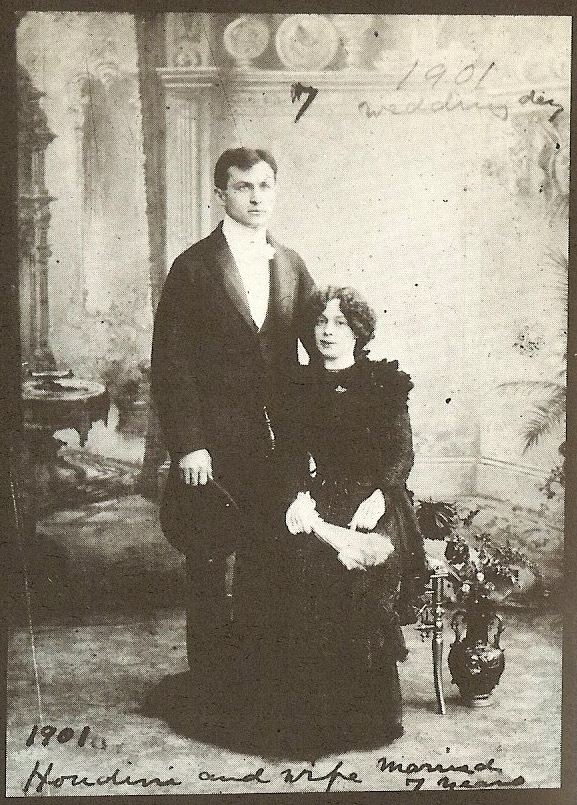 1901
7 wedding day
1901
Houdini and wife married
7 years